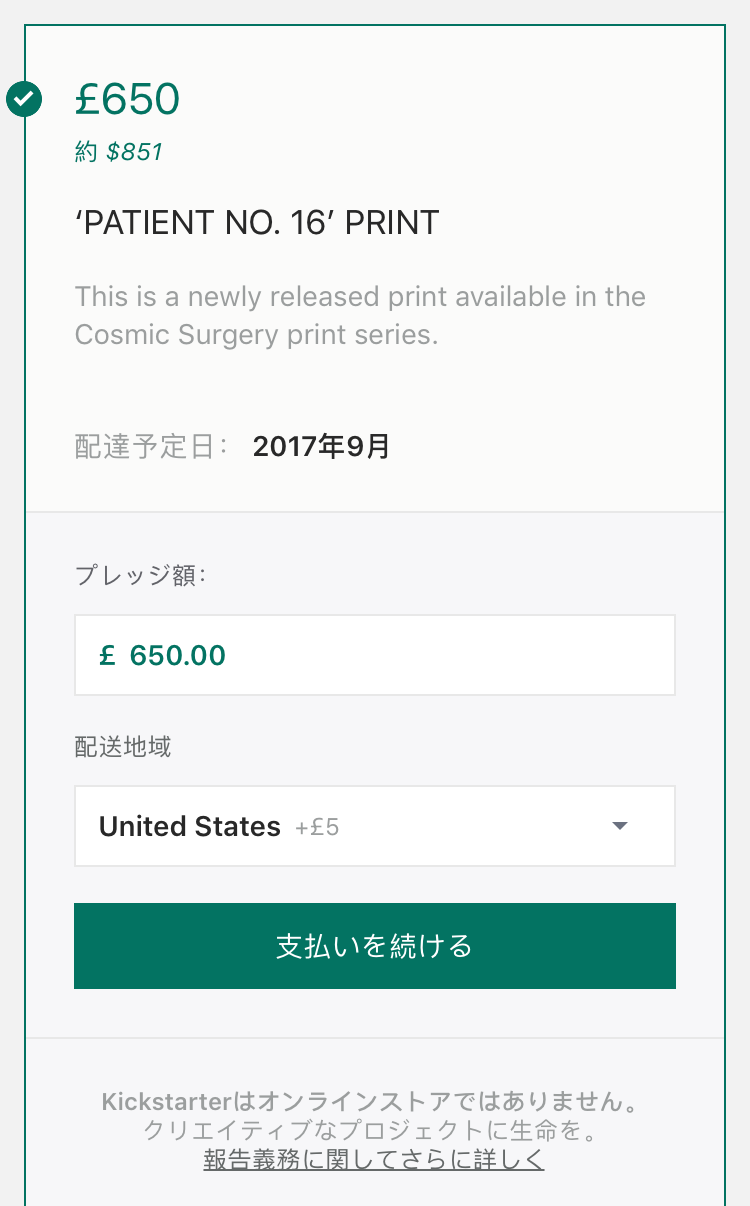 £650
約 $851
‘PATIENT NO. 16’ PRINT
This is a newly released print available in the
Cosmic Surgery print series.
配達予定日： 2017年9月
プレッジ額：
£ 650.00
配送地域
United States +£5
支払いを続ける
Kickstarterはオンラインストアではありません。
クリエイティブなプロジェクトに生命を。
報告義務に関してさらに詳しく